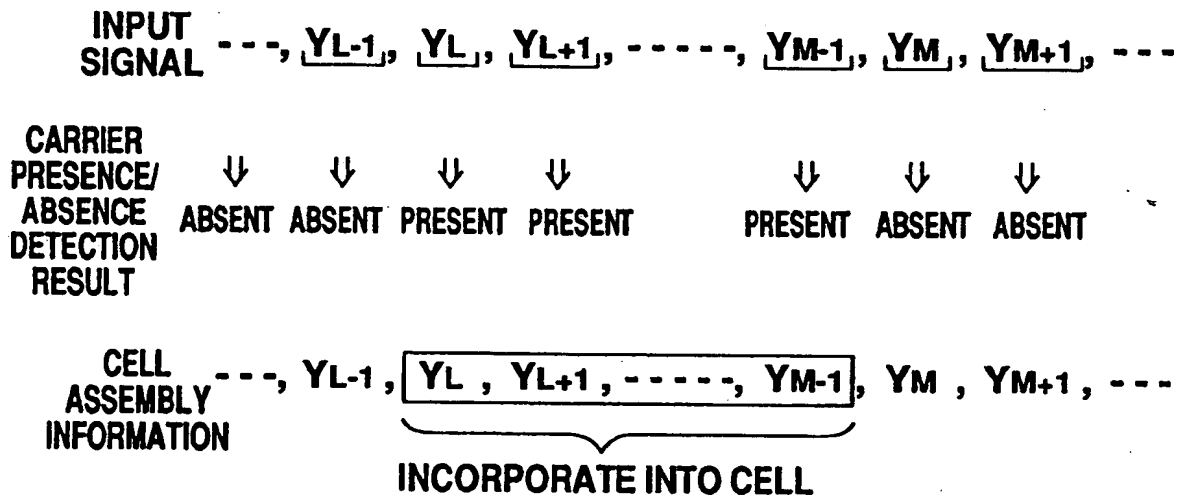 INPUT SIGNAL ---, YL-1, YL, YL+1, -----, YM-1, YM, YM+1, ---
CARRIER
PRESENCE/
ABSENCE
DETECTION
RESULT
⇓ ⇓ ⇓ ⇓ ⇓ ⇓ ⇓
ABSENT ABSENT PRESENT PRESENT PRESENT ABSENT ABSENT
CELL
ASSEMBLY
INFORMATION
---, YL-1, YL, YL+1, -----, YM-1, YM, YM+1, ---
INCORPORATE INTO CELL